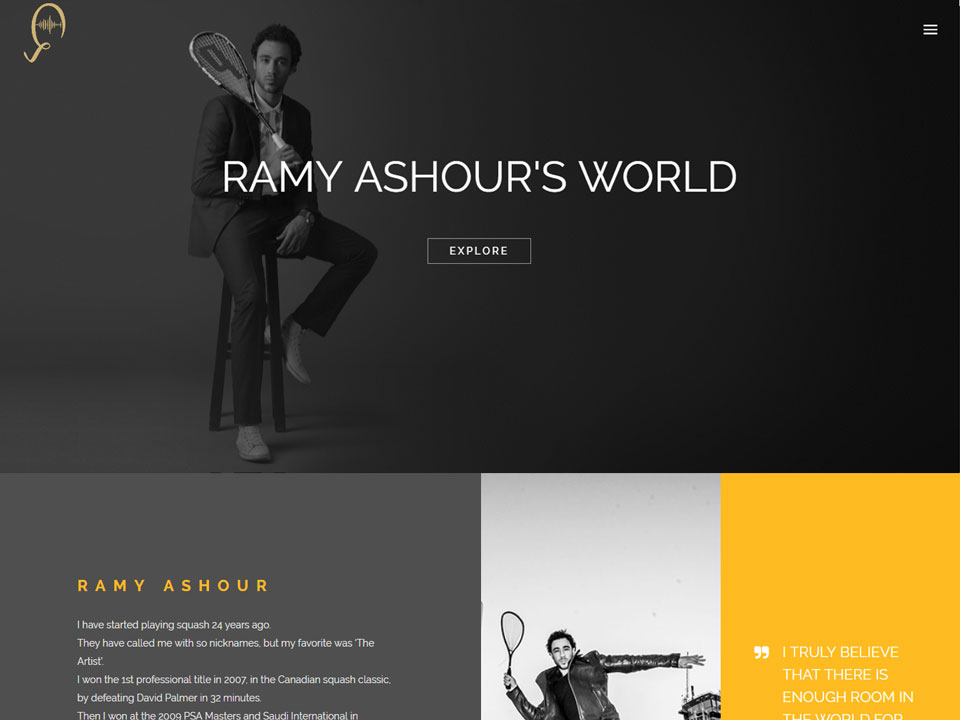 RAMY ASHOUR'S WORLD
EXPLORE
RAMY ASHOUR
I have started playing squash 24 years ago.
They have called me with so nicknames, but my favorite was 'The
Artist'.
I won the 1st professional title in 2007, in the Canadian squash classic,
by defeating David Palmer in 32 minutes.
Then I won at the 2009 PSA Masters and Saudi International in
❞ I TRULY BELIEVE
THAT THERE IS
ENOUGH ROOM IN
THE WORLD FOR